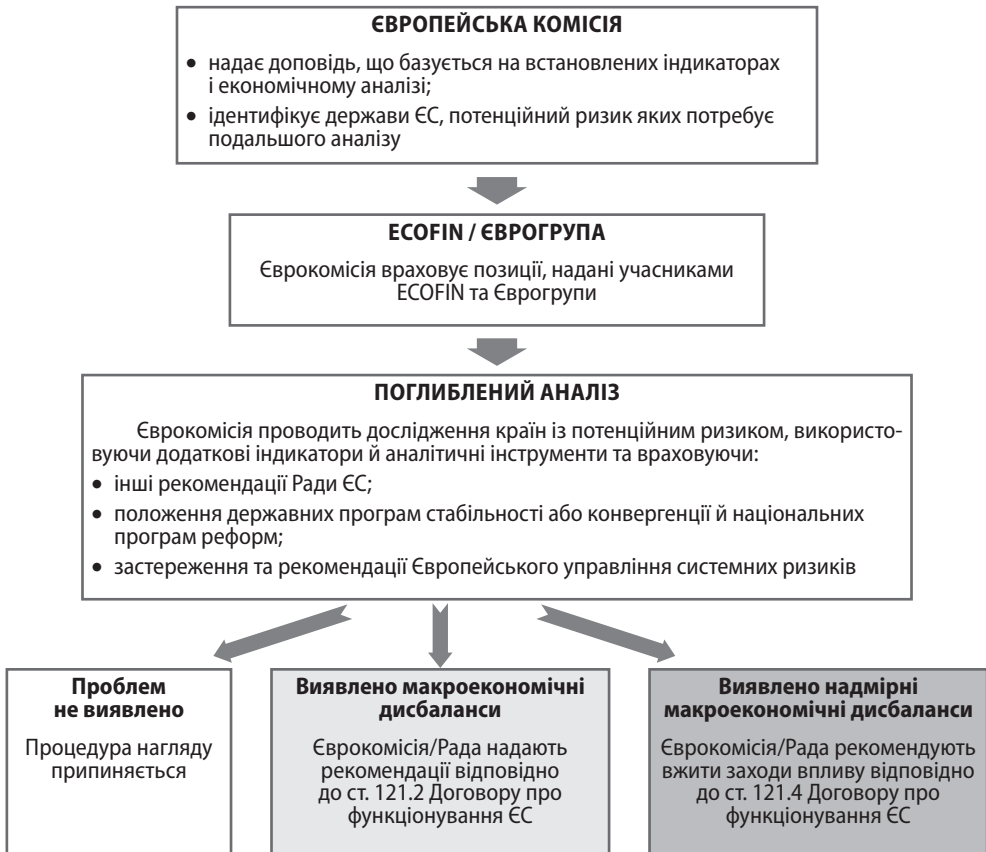 ЄВРОПЕЙСЬКА КОМІСІЯ
• надає доповідь, що базується на встановлених індикаторах
і економічному аналізі;
• ідентифікує держави ЄС, потенційний ризик яких потребує
подальшого аналізу
ECOFIN / ЄВРОГРУПА
Єврокомісія враховує позиції, надані учасниками
ECOFIN та Єврогрупи
ПОГЛИБЛЕНИЙ АНАЛІЗ
Єврокомісія проводить дослідження країн із потенційним ризиком, використо-
вуючи додаткові індикатори й аналітичні інструменти та враховуючи:
• інші рекомендації Ради ЄС;
• положення державних програм стабільності або конвергенції й національних
програм реформ;
• застереження та рекомендації Європейського управління системних ризиків
Проблем
не виявлено
Процедура нагляду
припиняється
Виявлено макроекономічні
дисбаланси
Єврокомісія/Рада надають
рекомендації відповідно
до ст. 121.2 Договору про
функціонування ЄС
Виявлено надмірні
макроекономічні дисбаланси
Єврокомісія/Рада рекомендують
вжити заходи впливу відповідно
до ст. 121.4 Договору про
функціонування ЄС